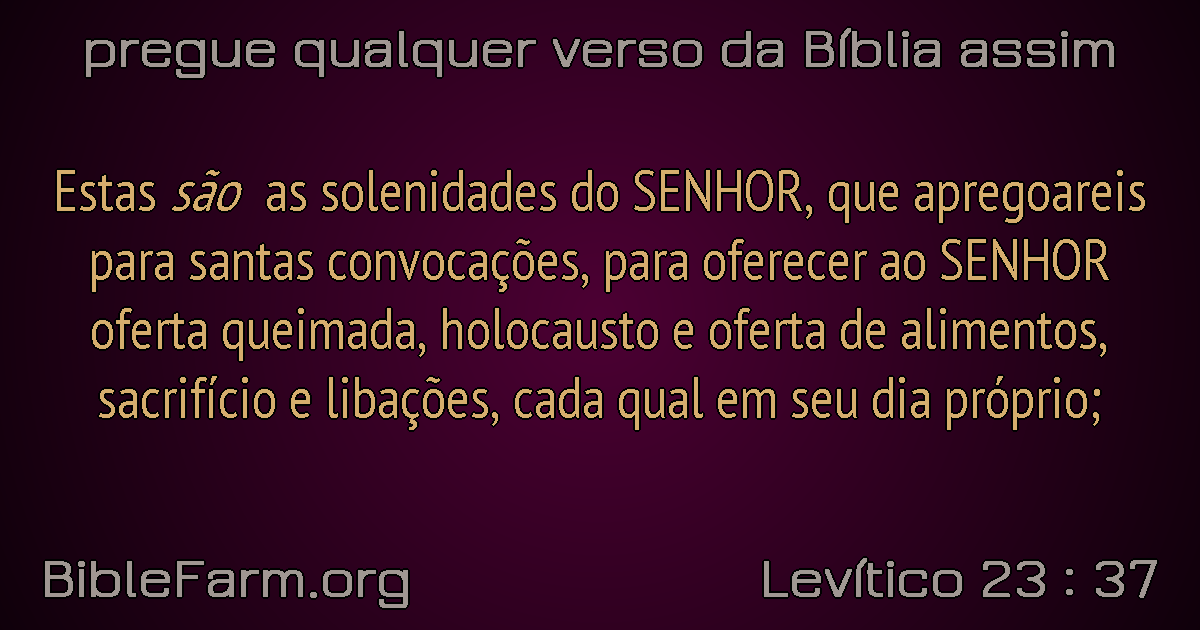 pregue qualquer verso da Bíblia assim
Estas são as solenidades do SENHOR, que apregoareis
para santas convocações, para oferecer ao SENHOR
oferta queimada, holocausto e oferta de alimentos,
sacrifício e libações, cada qual em seu dia próprio;
BibleFarm.org
Levítico 23 : 37